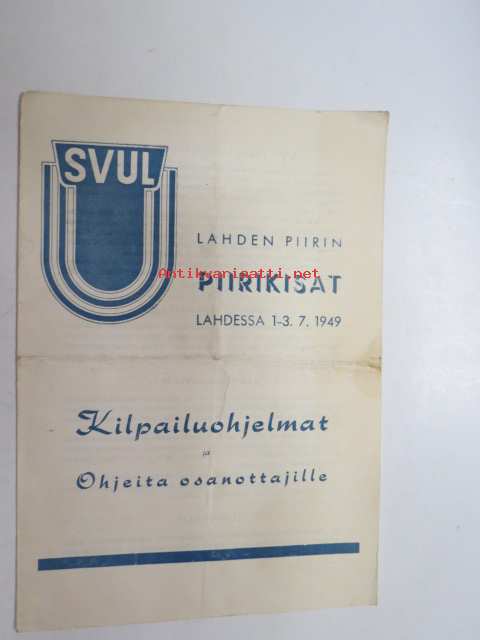 SVUL
LAHDEN PIIRIN
Antikvariaatti.net
PIIRIKISAT
LAHDESSA 1-3. 7. 1949
Kilpailuohjelmat
ja
Ohjeita osanottajille